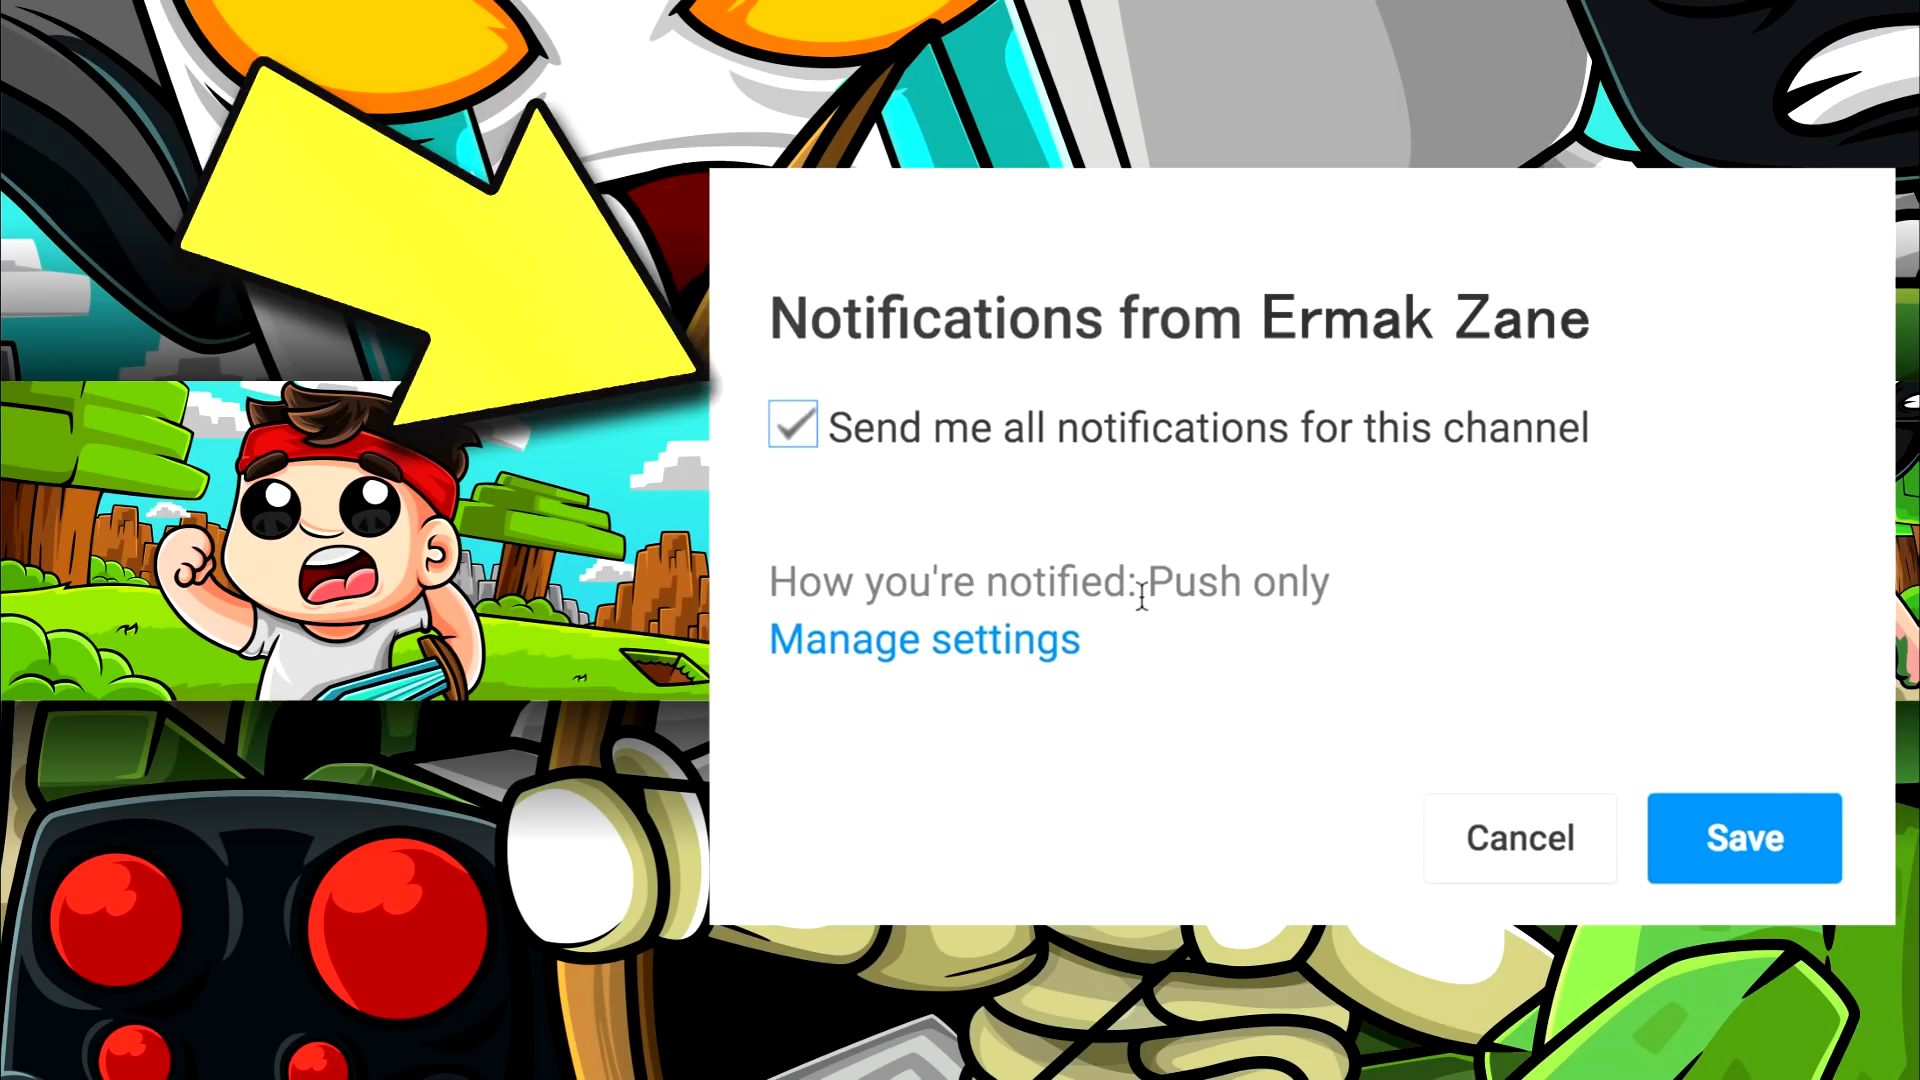 Notifications from Ermak Zane
Send me all notifications for this channel
How you're notified: Push only
Manage settings
Cancel
Save